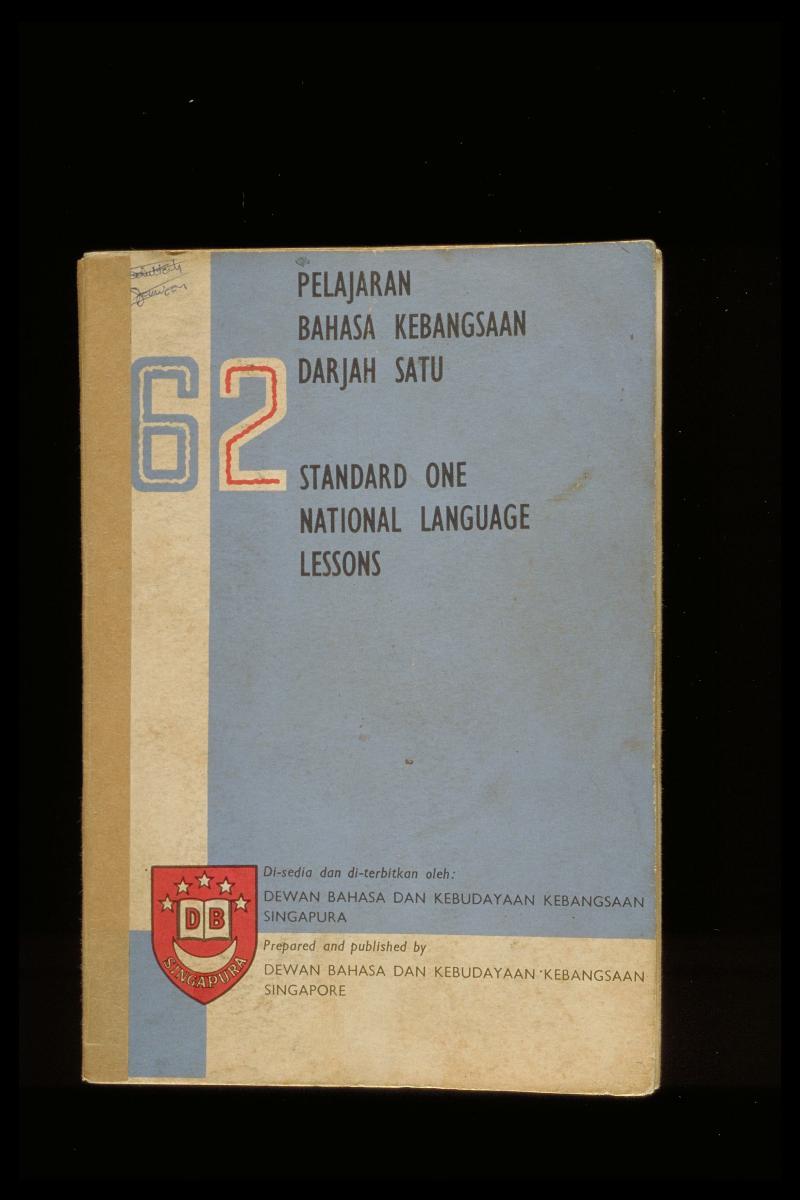 PELAJARAN
BAHASA KEBANGSAAN
DARJAH SATU
62
STANDARD ONE
NATIONAL LANGUAGE
LESSONS
Di-sedia dan di-terbitkan oleh:
DEWAN BAHASA DAN KEBUDAYAAN KEBANGSAAN
SINGAPURA
Prepared and published by
DEWAN BAHASA DAN KEBUDAYAAN KEBANGSAAN
SINGAPORE
DB
SINGAPURA